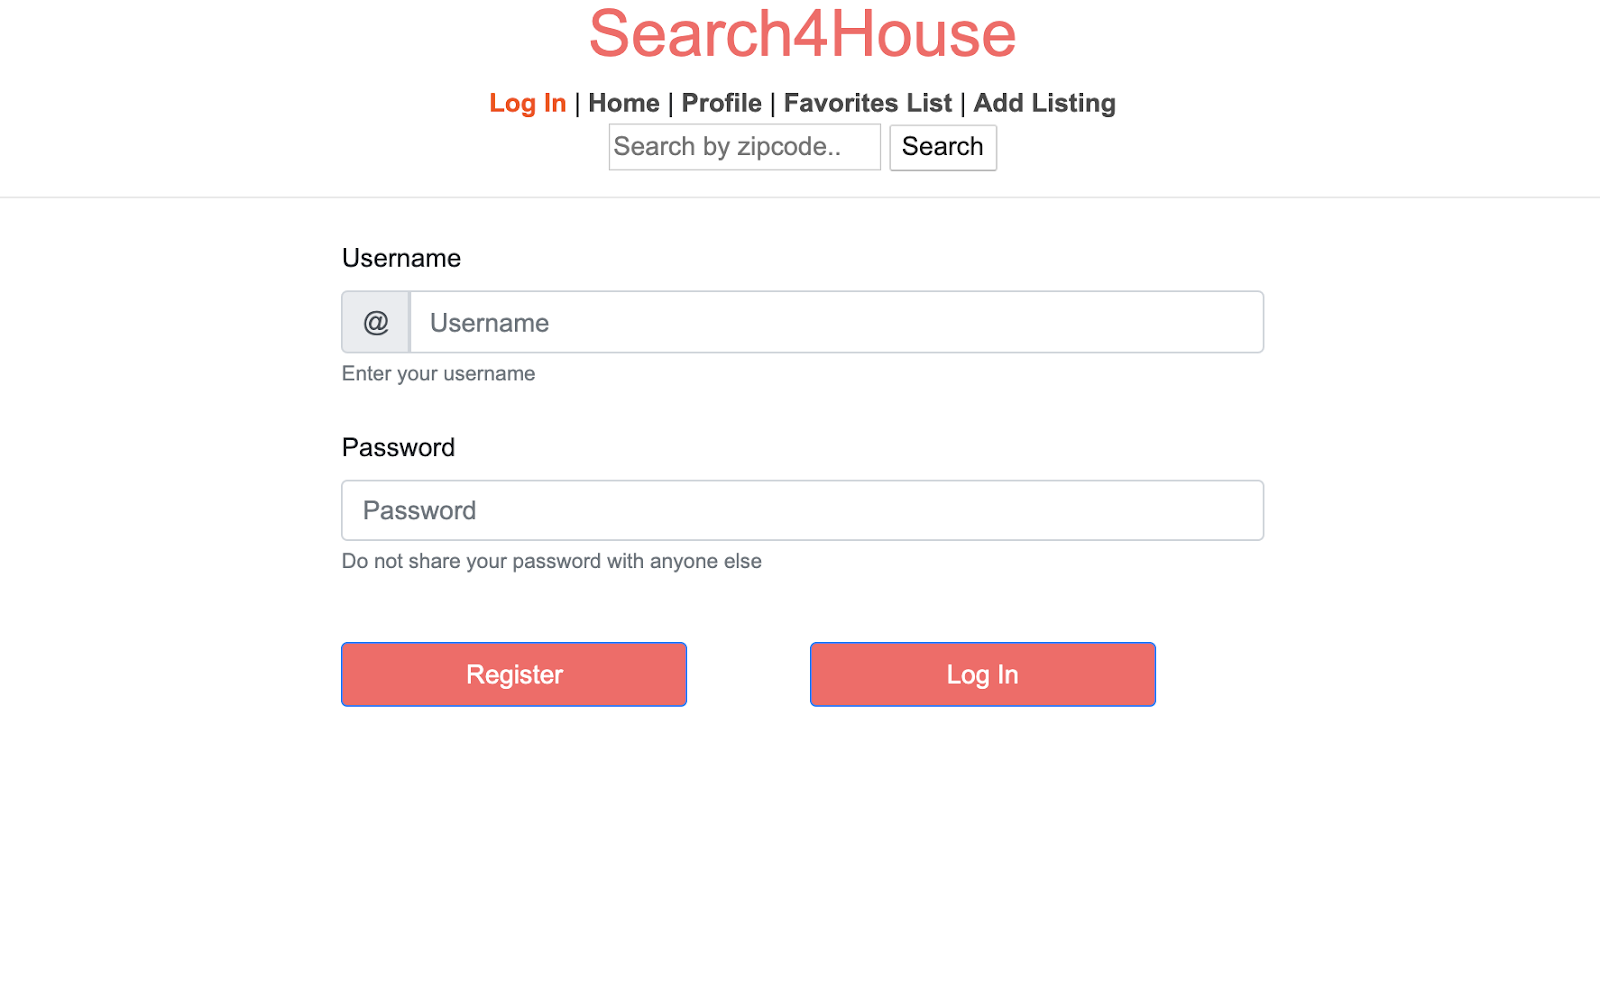 Search4House
Log In | Home | Profile | Favorites List | Add Listing
Search by zipcode.. Search
Username
@ Username
Enter your username
Password
Password
Do not share your password with anyone else
Register Log In